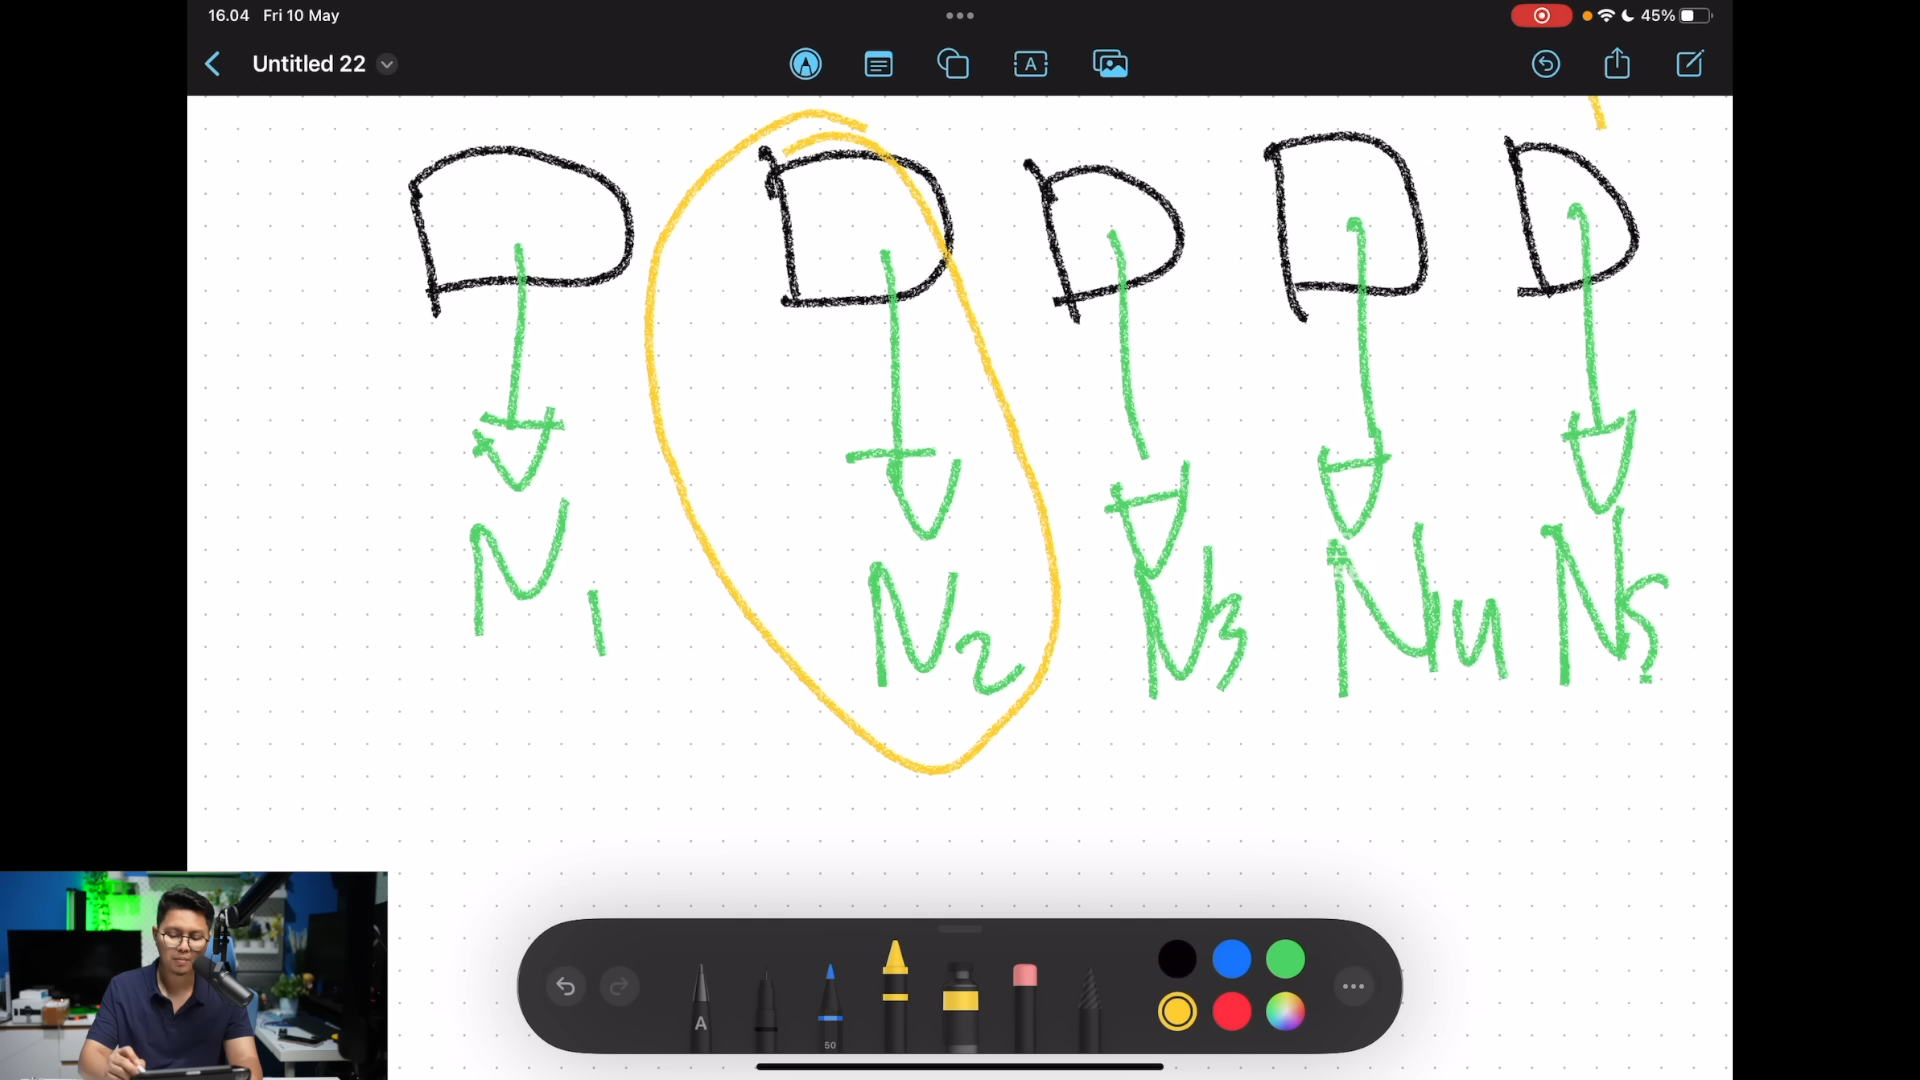 16.04 Fri 10 May
45%
Untitled 22
A
D D D D D
N1 N2 N3 N4 N5
A
50